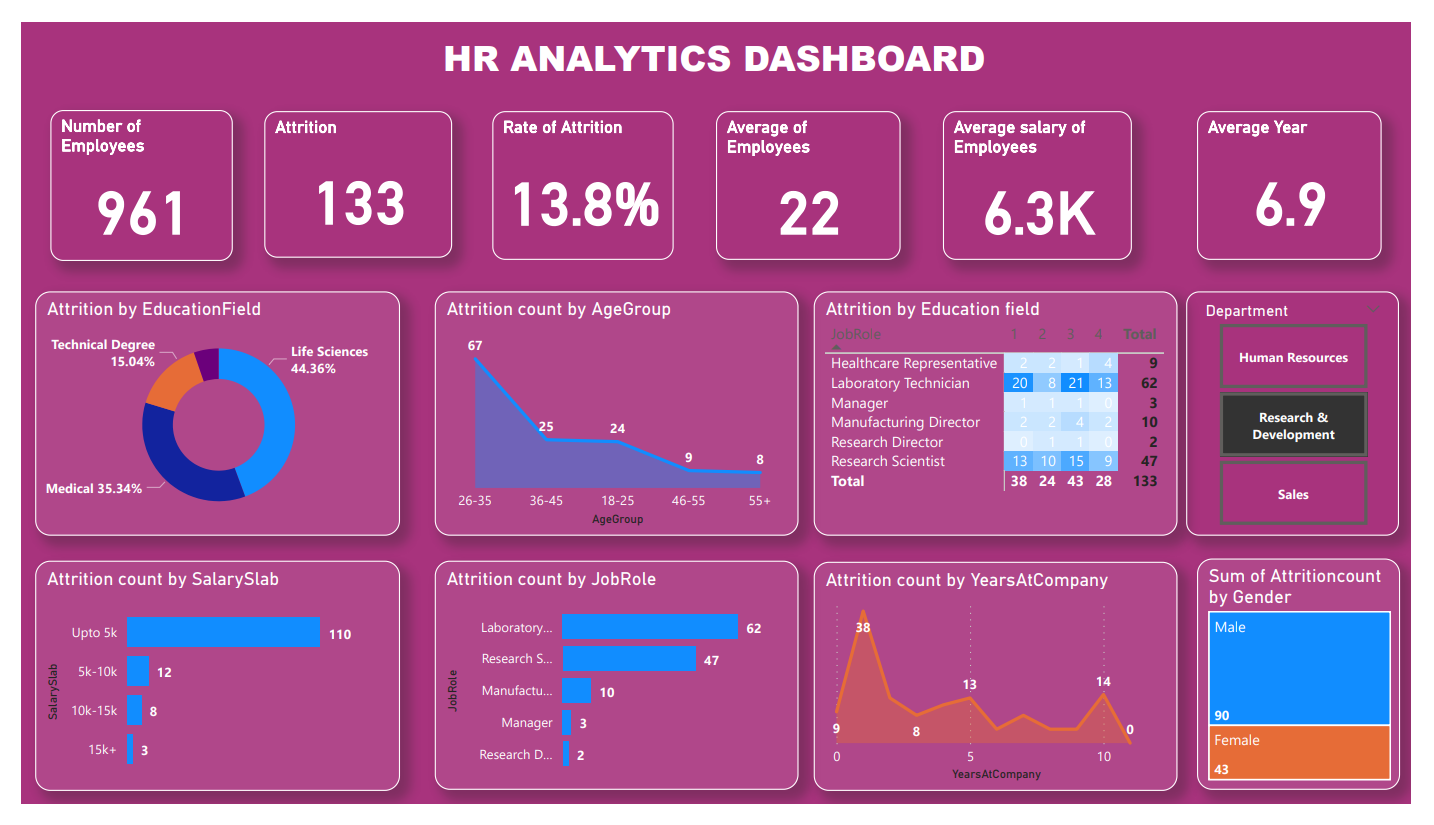 HR ANALYTICS DASHBOARD
Number of
Employees
961
Attrition
133
Rate of Attrition
13.8%
Average of
Employees
22
Average salary of
Employees
6.3K
Average Year
6.9
Attrition by EducationField
Technical Degree
15.04%
Life Sciences
44.36%
Medical 35.34%
Attrition count by AgeGroup
67
25
24
9
8
26-35 36-45 18-25 46-55 55+
AgeGroup
Attrition by Education field
JobRole 1 2 3 4 Total
Healthcare Representative 2 2 1 4 9
Laboratory Technician 20 8 21 13 62
Manager 1 1 1 0 3
Manufacturing Director 2 2 4 2 10
Research Director 0 1 1 0 2
Research Scientist 13 10 15 9 47
Total 38 24 43 28 133
Department
Human Resources
Research &
Development
Sales
Attrition count by SalarySlab
SalarySlab
Upto 5k 110
5k-10k 12
10k-15k 8
15k+ 3
Attrition count by JobRole
JobRole
Laboratory... 62
Research S... 47
Manufactu... 10
Manager 3
Research D... 2
Attrition count by YearsAtCompany
38
13
14
9
8
0
0 5 10
YearsAtCompany
Sum of Attritioncount
by Gender
Male
90
Female
43